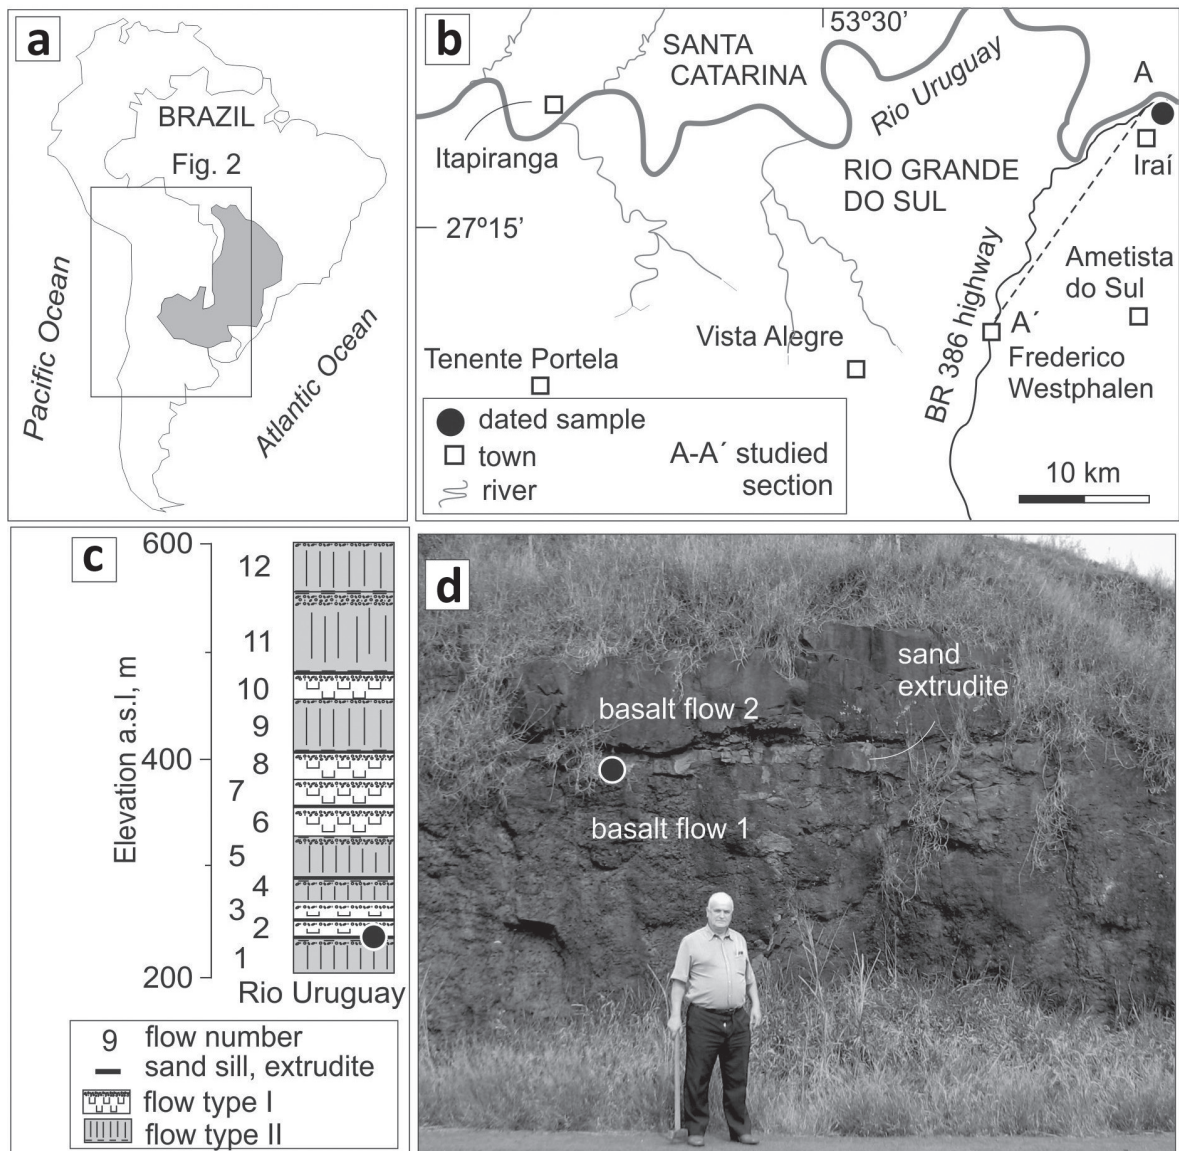 a
BRAZIL
Fig. 2
Pacific Ocean
Atlantic Ocean
b
53º30’
SANTA
CATARINA
Rio Uruguay
A
Itapiranga
Iraí
RIO GRANDE
DO SUL
27º15’
Ametista
do Sul
BR 386 highway
A´
Vista Alegre
Frederico
Westphalen
Tenente Portela
dated sample
town
river
A-A´ studied
section
10 km
c
Elevation a.s.l, m
600
400
200
12
11
10
9
8
7
6
5
4
3
2
1
Rio Uruguay
9 flow number
sand sill, extrudite
flow type I
flow type II
d
sand
extrudite
basalt flow 2
basalt flow 1